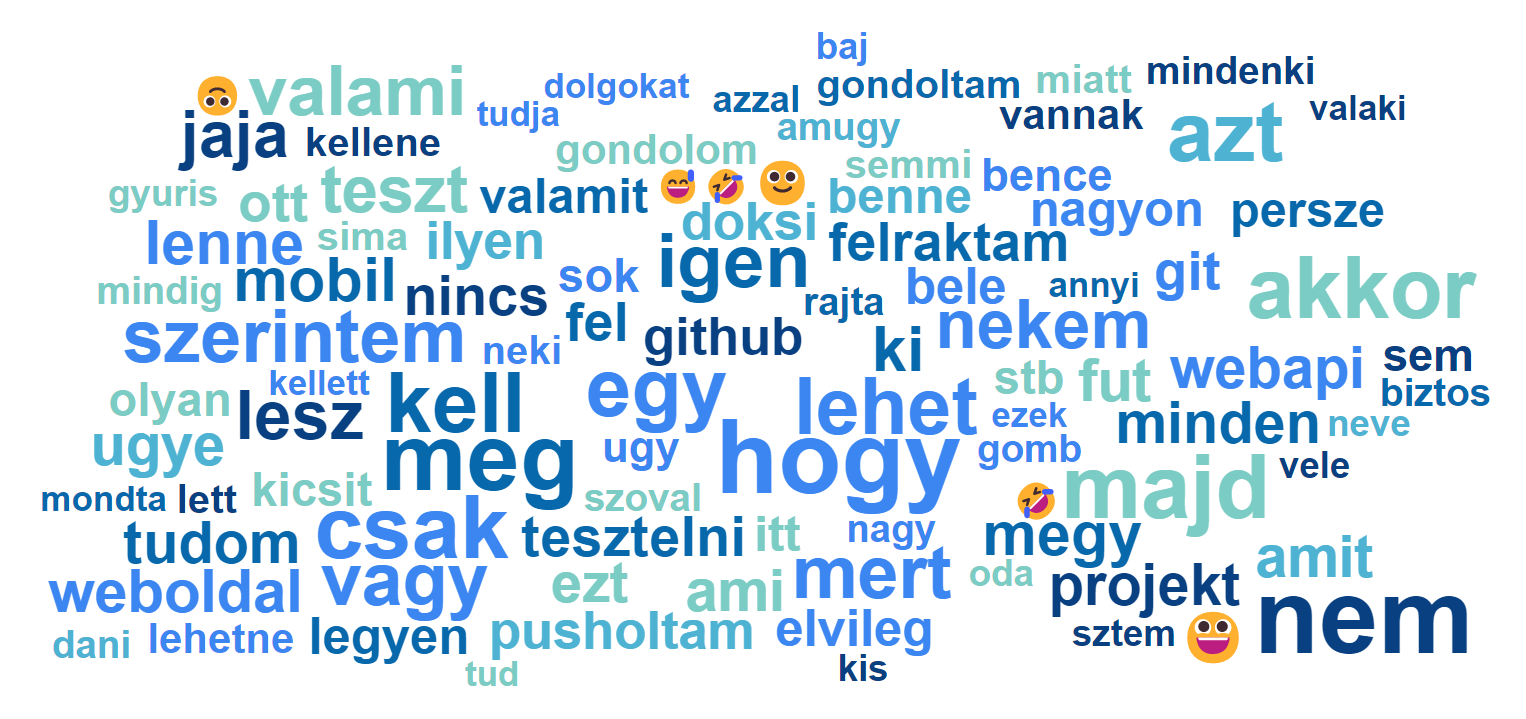 baj
valami dolgokat azzal gondoltam miatt mindenki
jaja kellene tudja amugy vannak azt valaki
gyuris ott teszt valamit gondolom semmi bence
lenne sima ilyen doksi benne nagyon persze
mindig mobil nincs sok igen felraktam git akkor
szerintem neki fel github rajta bele annyi
ki nekem webapi sem
olyan kellett kell egy lehet stb fut biztos
ugye lesz meg ugy hogy ezek minden neve
gomb vele
mondta lett kicsit szoval majd
tudom csak tesztelni itt nagy megy amit
weboldal vagy ezt ami mert oda projekt nem
dani lehetne legyen pusholtam elvileg sztem
tud kis